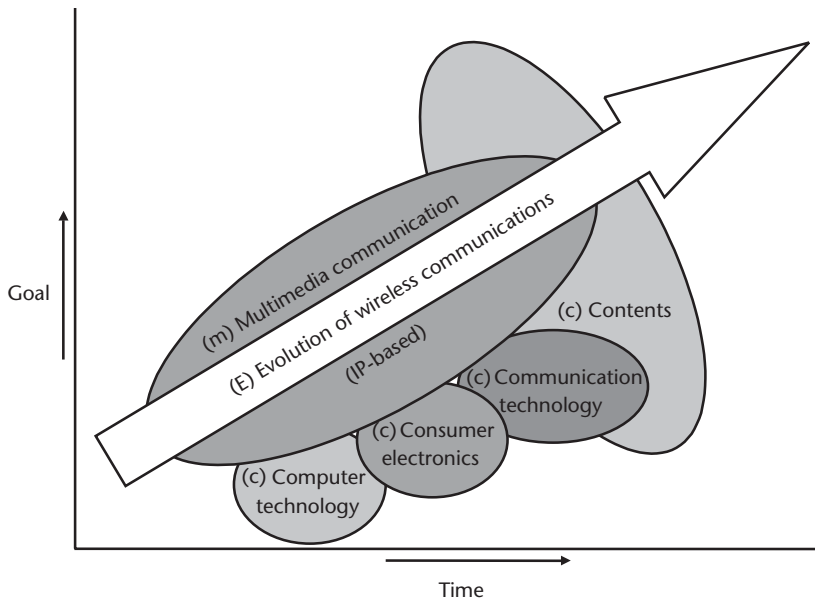 Goal
(m) Multimedia communication
(E) Evolution of wireless communications
(IP-based)
(c) Contents
(c) Communication
technology
(c) Consumer
electronics
(c) Computer
technology
Time